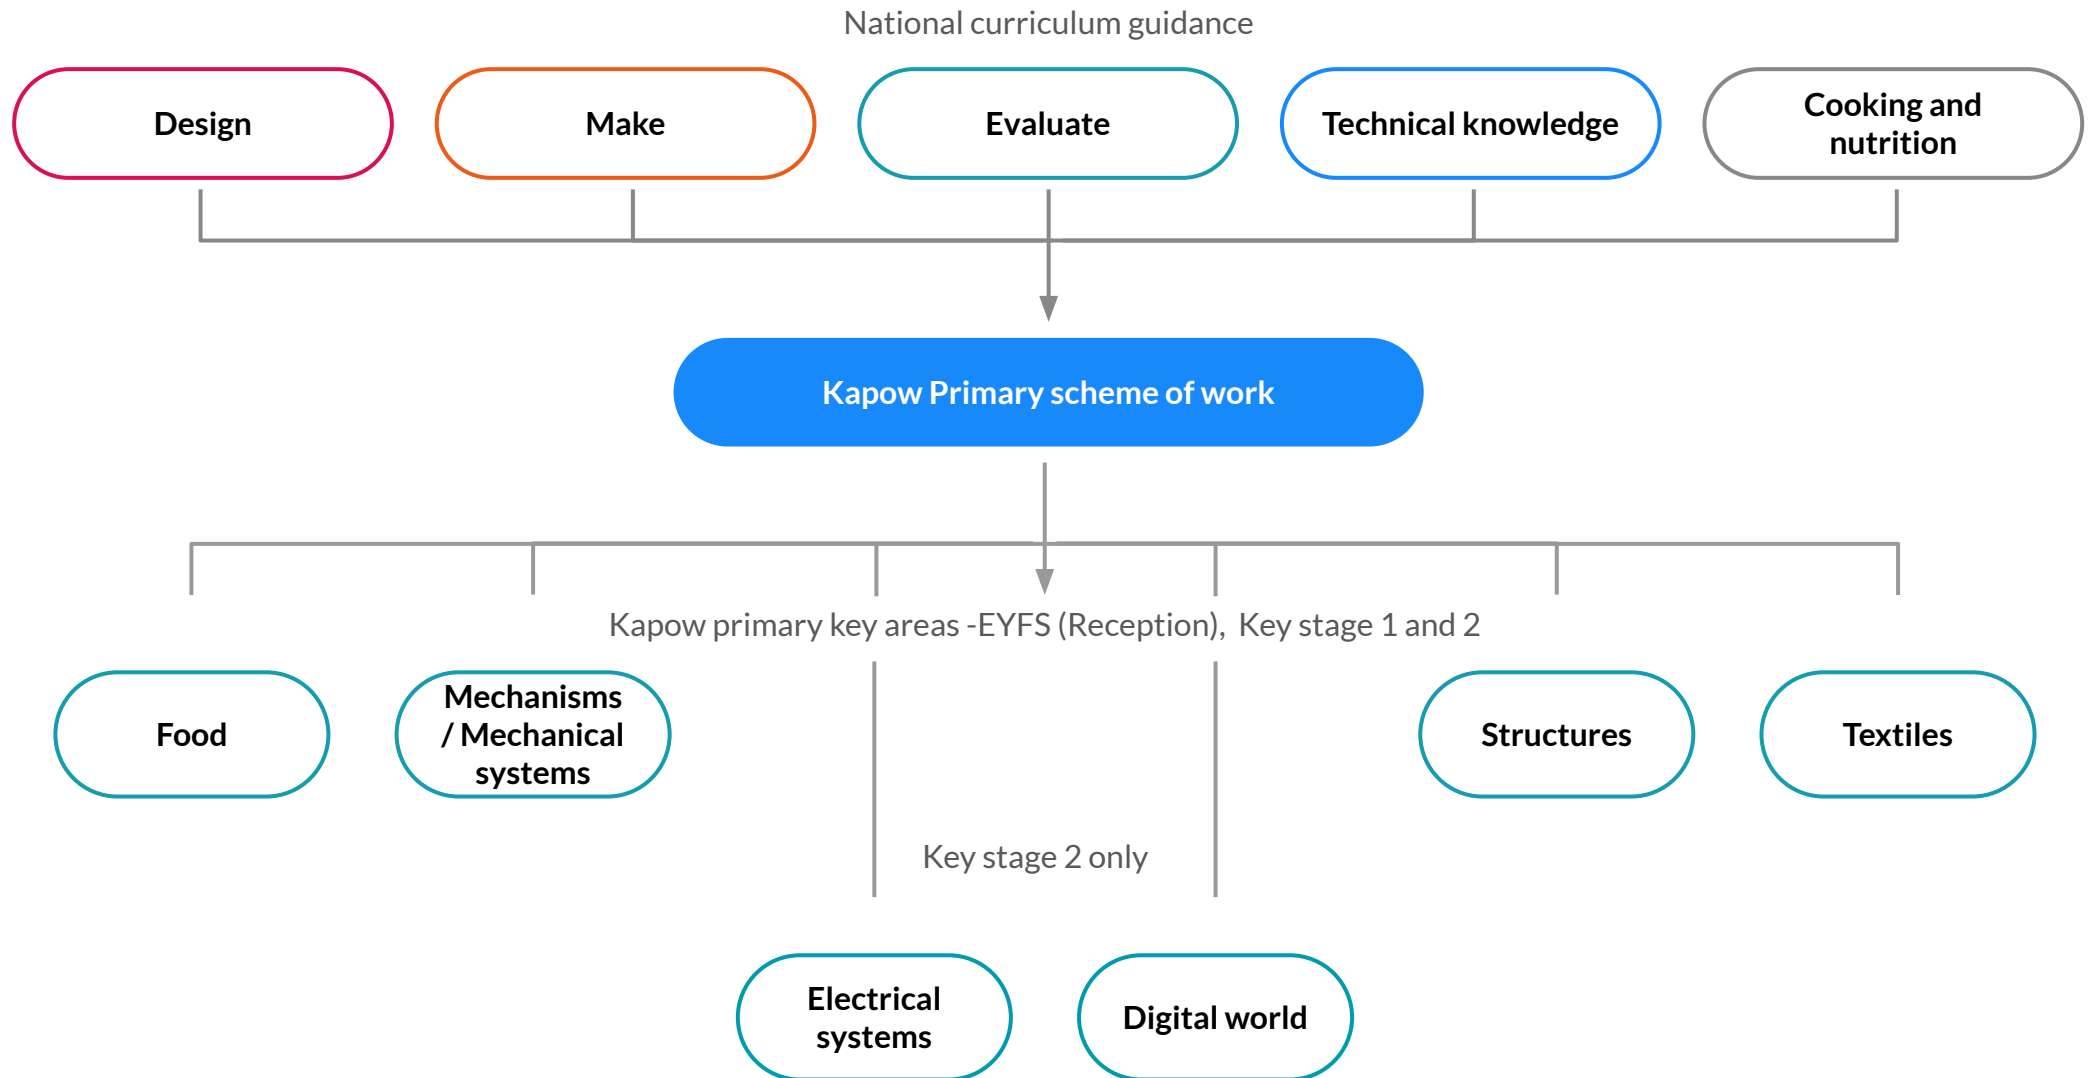 National curriculum guidance
Design
Make
Evaluate
Technical knowledge
Cooking and
nutrition
Kapow Primary scheme of work
Kapow primary key areas -EYFS (Reception),  Key stage 1 and 2
Food
Mechanisms
/ Mechanical
systems
Structures
Textiles
Key stage 2 only
Electrical
systems
Digital world